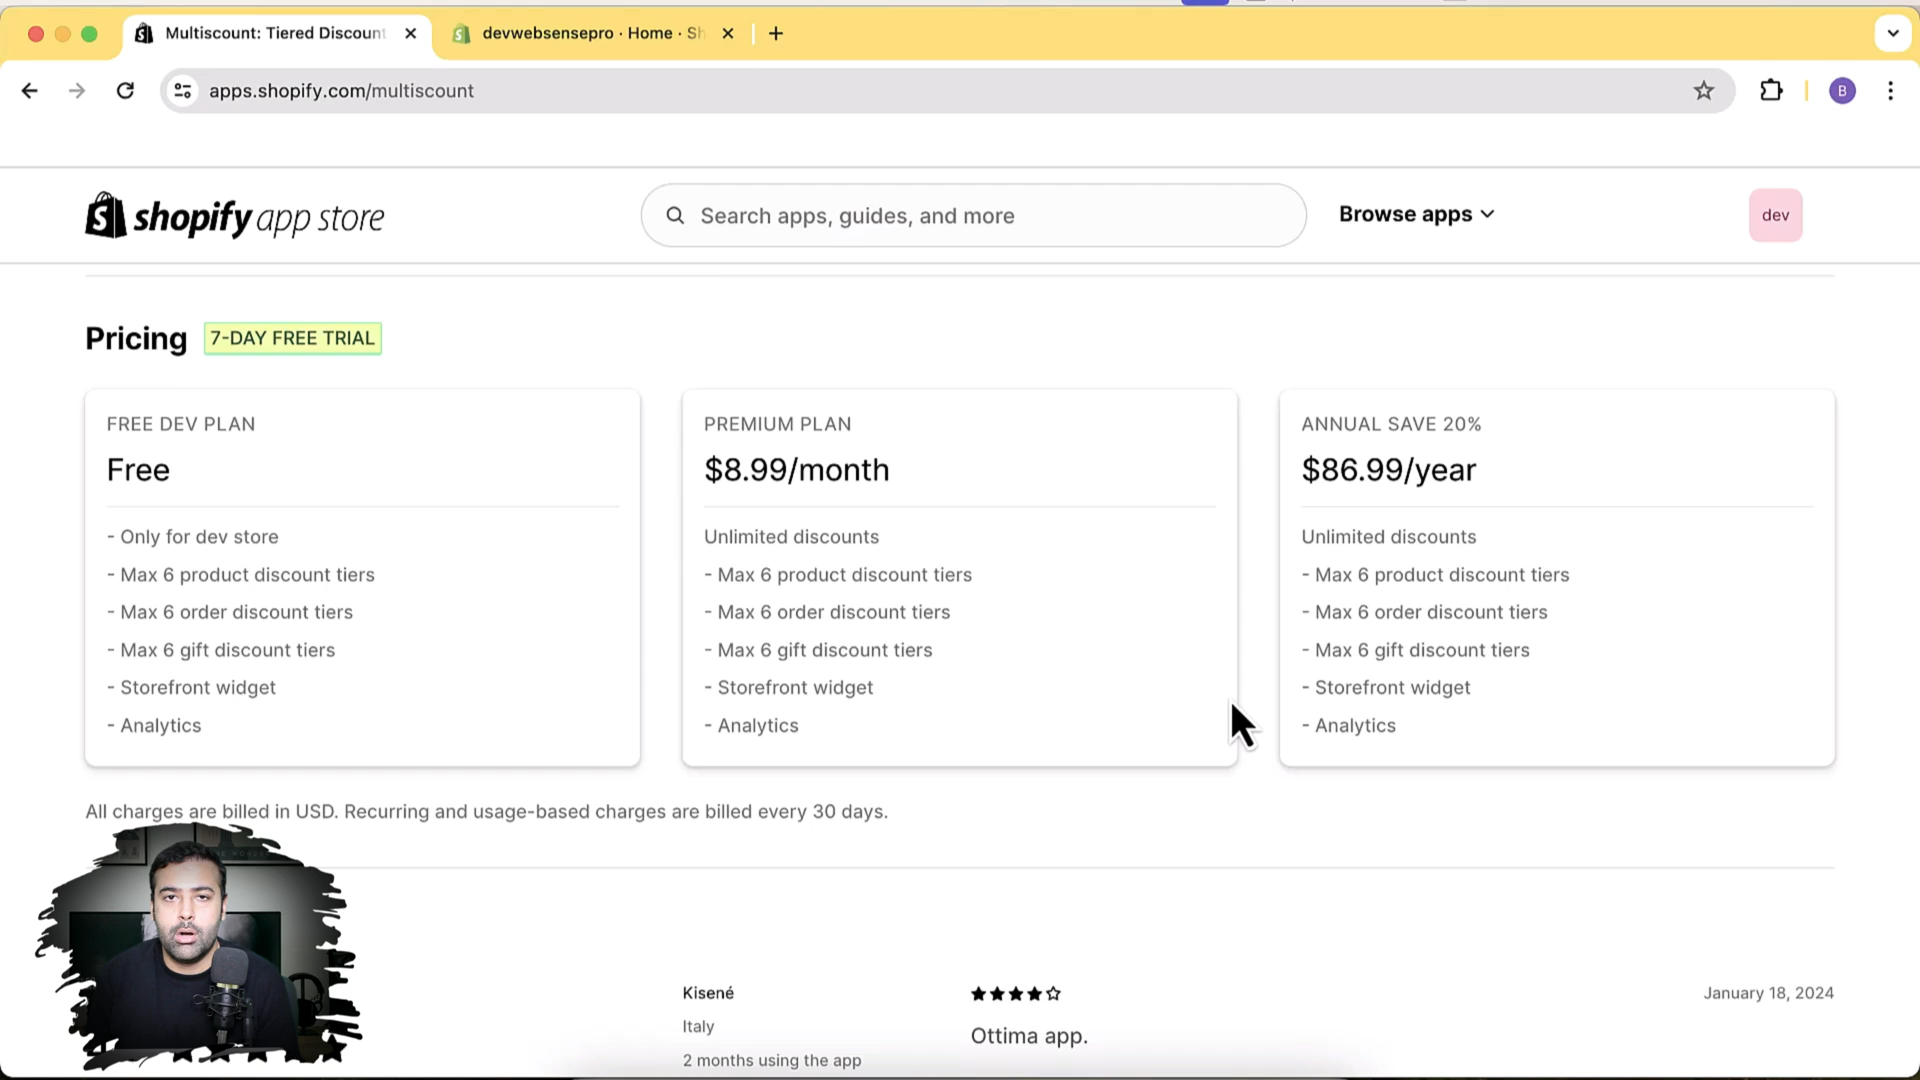 Multiscount: Tiered Discount
devwebsensepro · Home · Sh
apps.shopify.com/multiscount
B
shopify app store
Search apps, guides, and more
Browse apps
dev
Pricing
7-DAY FREE TRIAL
FREE DEV PLAN
Free
- Only for dev store
- Max 6 product discount tiers
- Max 6 order discount tiers
- Max 6 gift discount tiers
- Storefront widget
- Analytics
PREMIUM PLAN
$8.99/month
Unlimited discounts
- Max 6 product discount tiers
- Max 6 order discount tiers
- Max 6 gift discount tiers
- Storefront widget
- Analytics
ANNUAL SAVE 20%
$86.99/year
Unlimited discounts
- Max 6 product discount tiers
- Max 6 order discount tiers
- Max 6 gift discount tiers
- Storefront widget
- Analytics
All charges are billed in USD. Recurring and usage-based charges are billed every 30 days.
Kisené
Italy
2 months using the app
Ottima app.
January 18, 2024